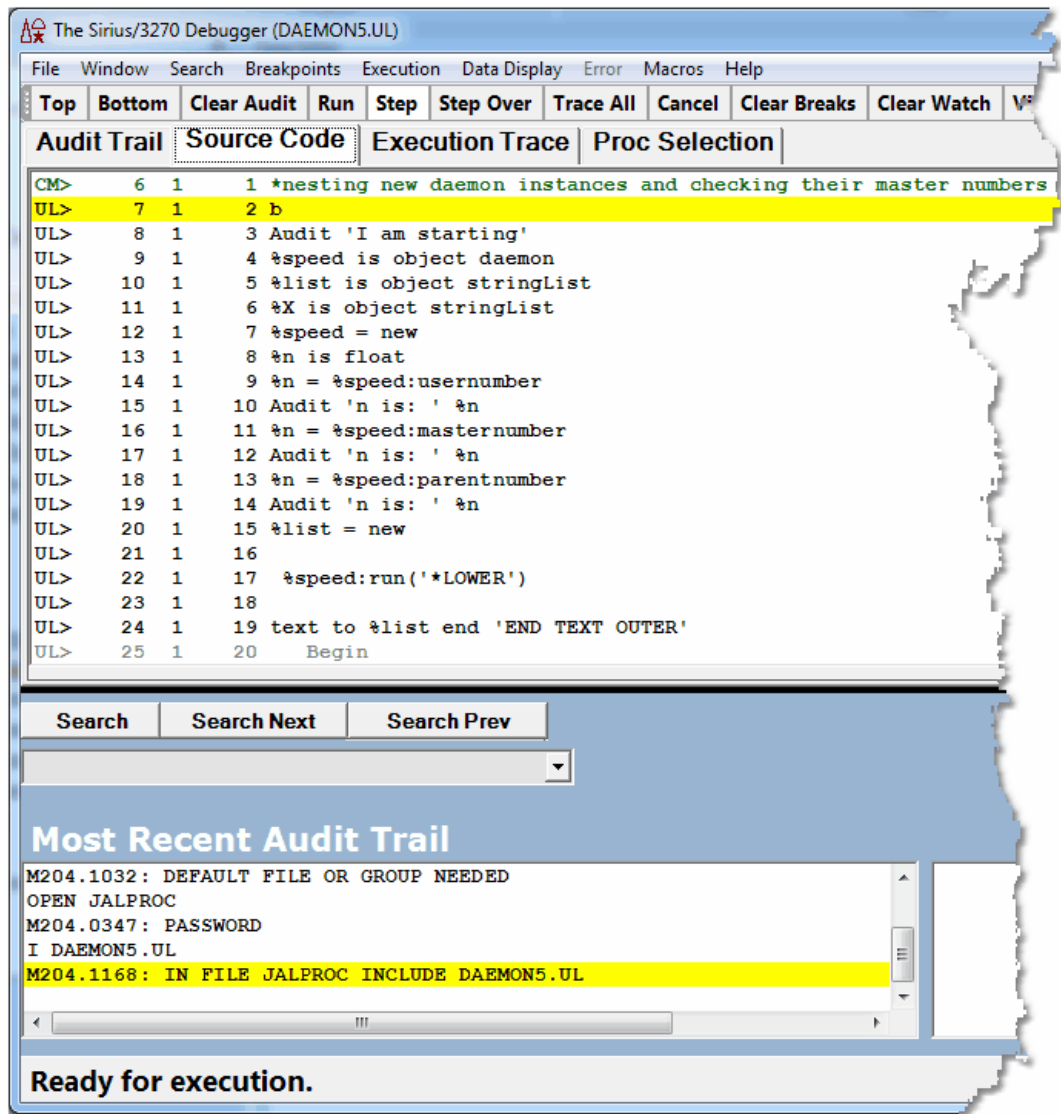 The Sirius/3270 Debugger (DAEMON5.UL)
File Window Search Breakpoints Execution Data Display Error Macros Help
Top Bottom Clear Audit Run Step Step Over Trace All Cancel Clear Breaks Clear Watch
Audit Trail Source Code Execution Trace Proc Selection
CM> 6 1 1 *nesting new daemon instances and checking their master numbers
UL> 7 1 2 b
UL> 8 1 3 Audit 'I am starting'
UL> 9 1 4 %speed is object daemon
UL> 10 1 5 %list is object stringList
UL> 11 1 6 %X is object stringList
UL> 12 1 7 %speed = new
UL> 13 1 8 %n is float
UL> 14 1 9 %n = %speed:usernumber
UL> 15 1 10 Audit 'n is: ' %n
UL> 16 1 11 %n = %speed:masternumber
UL> 17 1 12 Audit 'n is: ' %n
UL> 18 1 13 %n = %speed:parentnumber
UL> 19 1 14 Audit 'n is: ' %n
UL> 20 1 15 %list = new
UL> 21 1 16
UL> 22 1 17 %speed:run('*LOWER')
UL> 23 1 18
UL> 24 1 19 text to %list end 'END TEXT OUTER'
UL> 25 1 20 Begin
Search Search Next Search Prev
Most Recent Audit Trail
M204.1032: DEFAULT FILE OR GROUP NEEDED
OPEN JALPROC
M204.0347: PASSWORD
I DAEMON5.UL
M204.1168: IN FILE JALPROC INCLUDE DAEMON5.UL
Ready for execution.